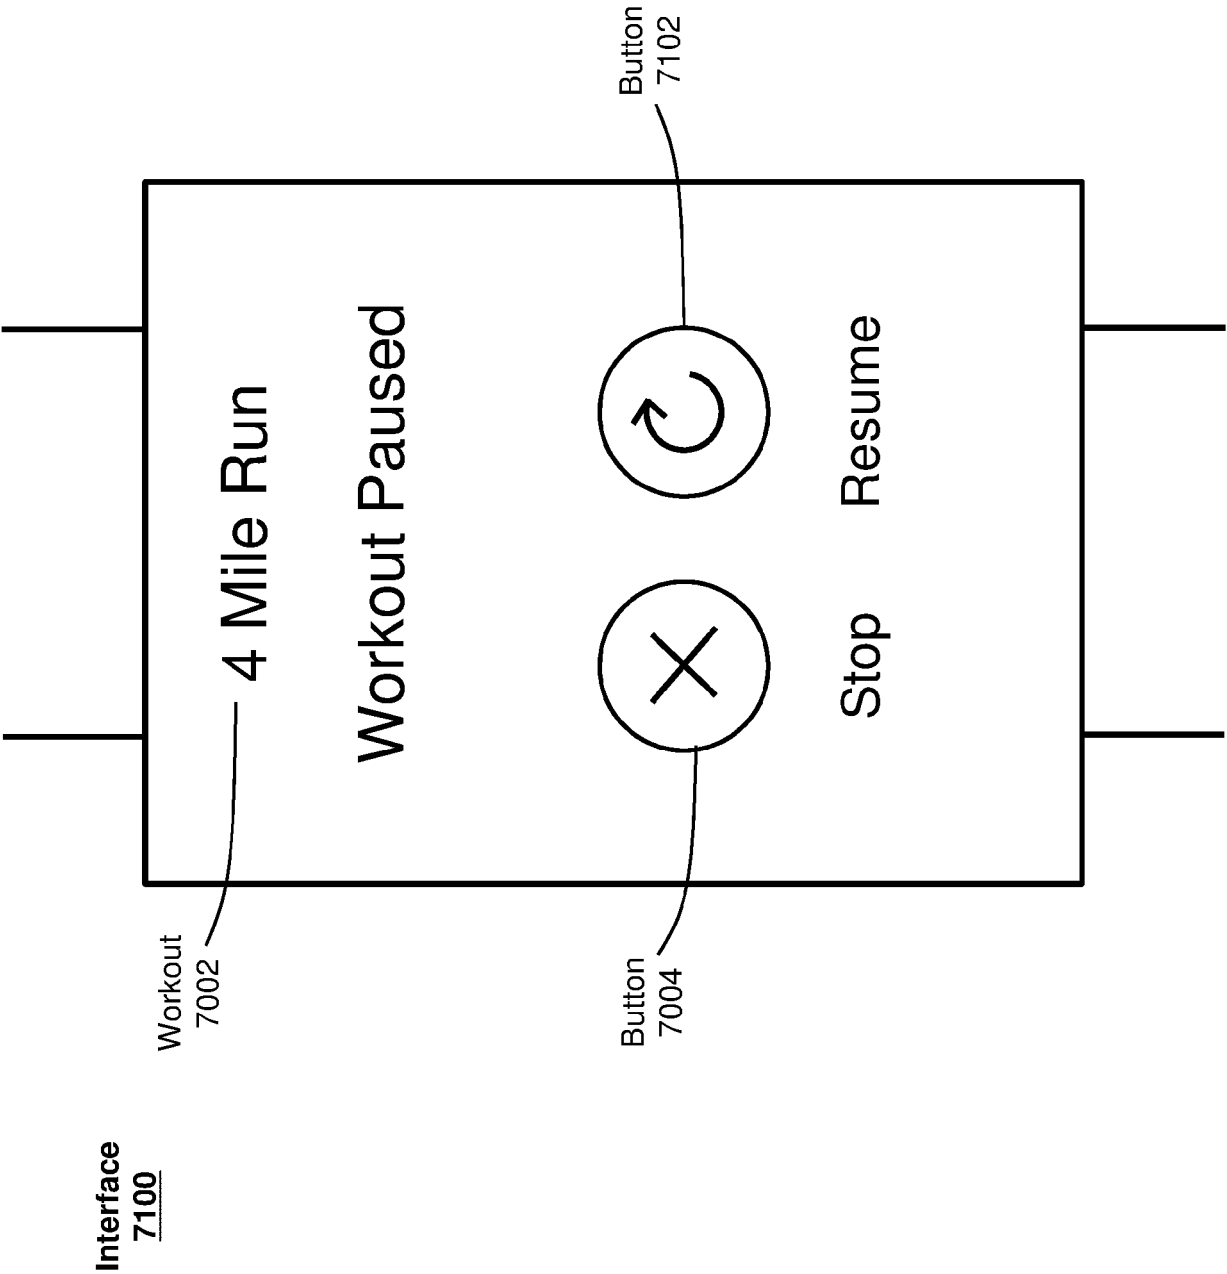 Interface
7100
Workout
7002
4 Mile Run
Workout Paused
Button
7004
Button
7102
Stop
Resume